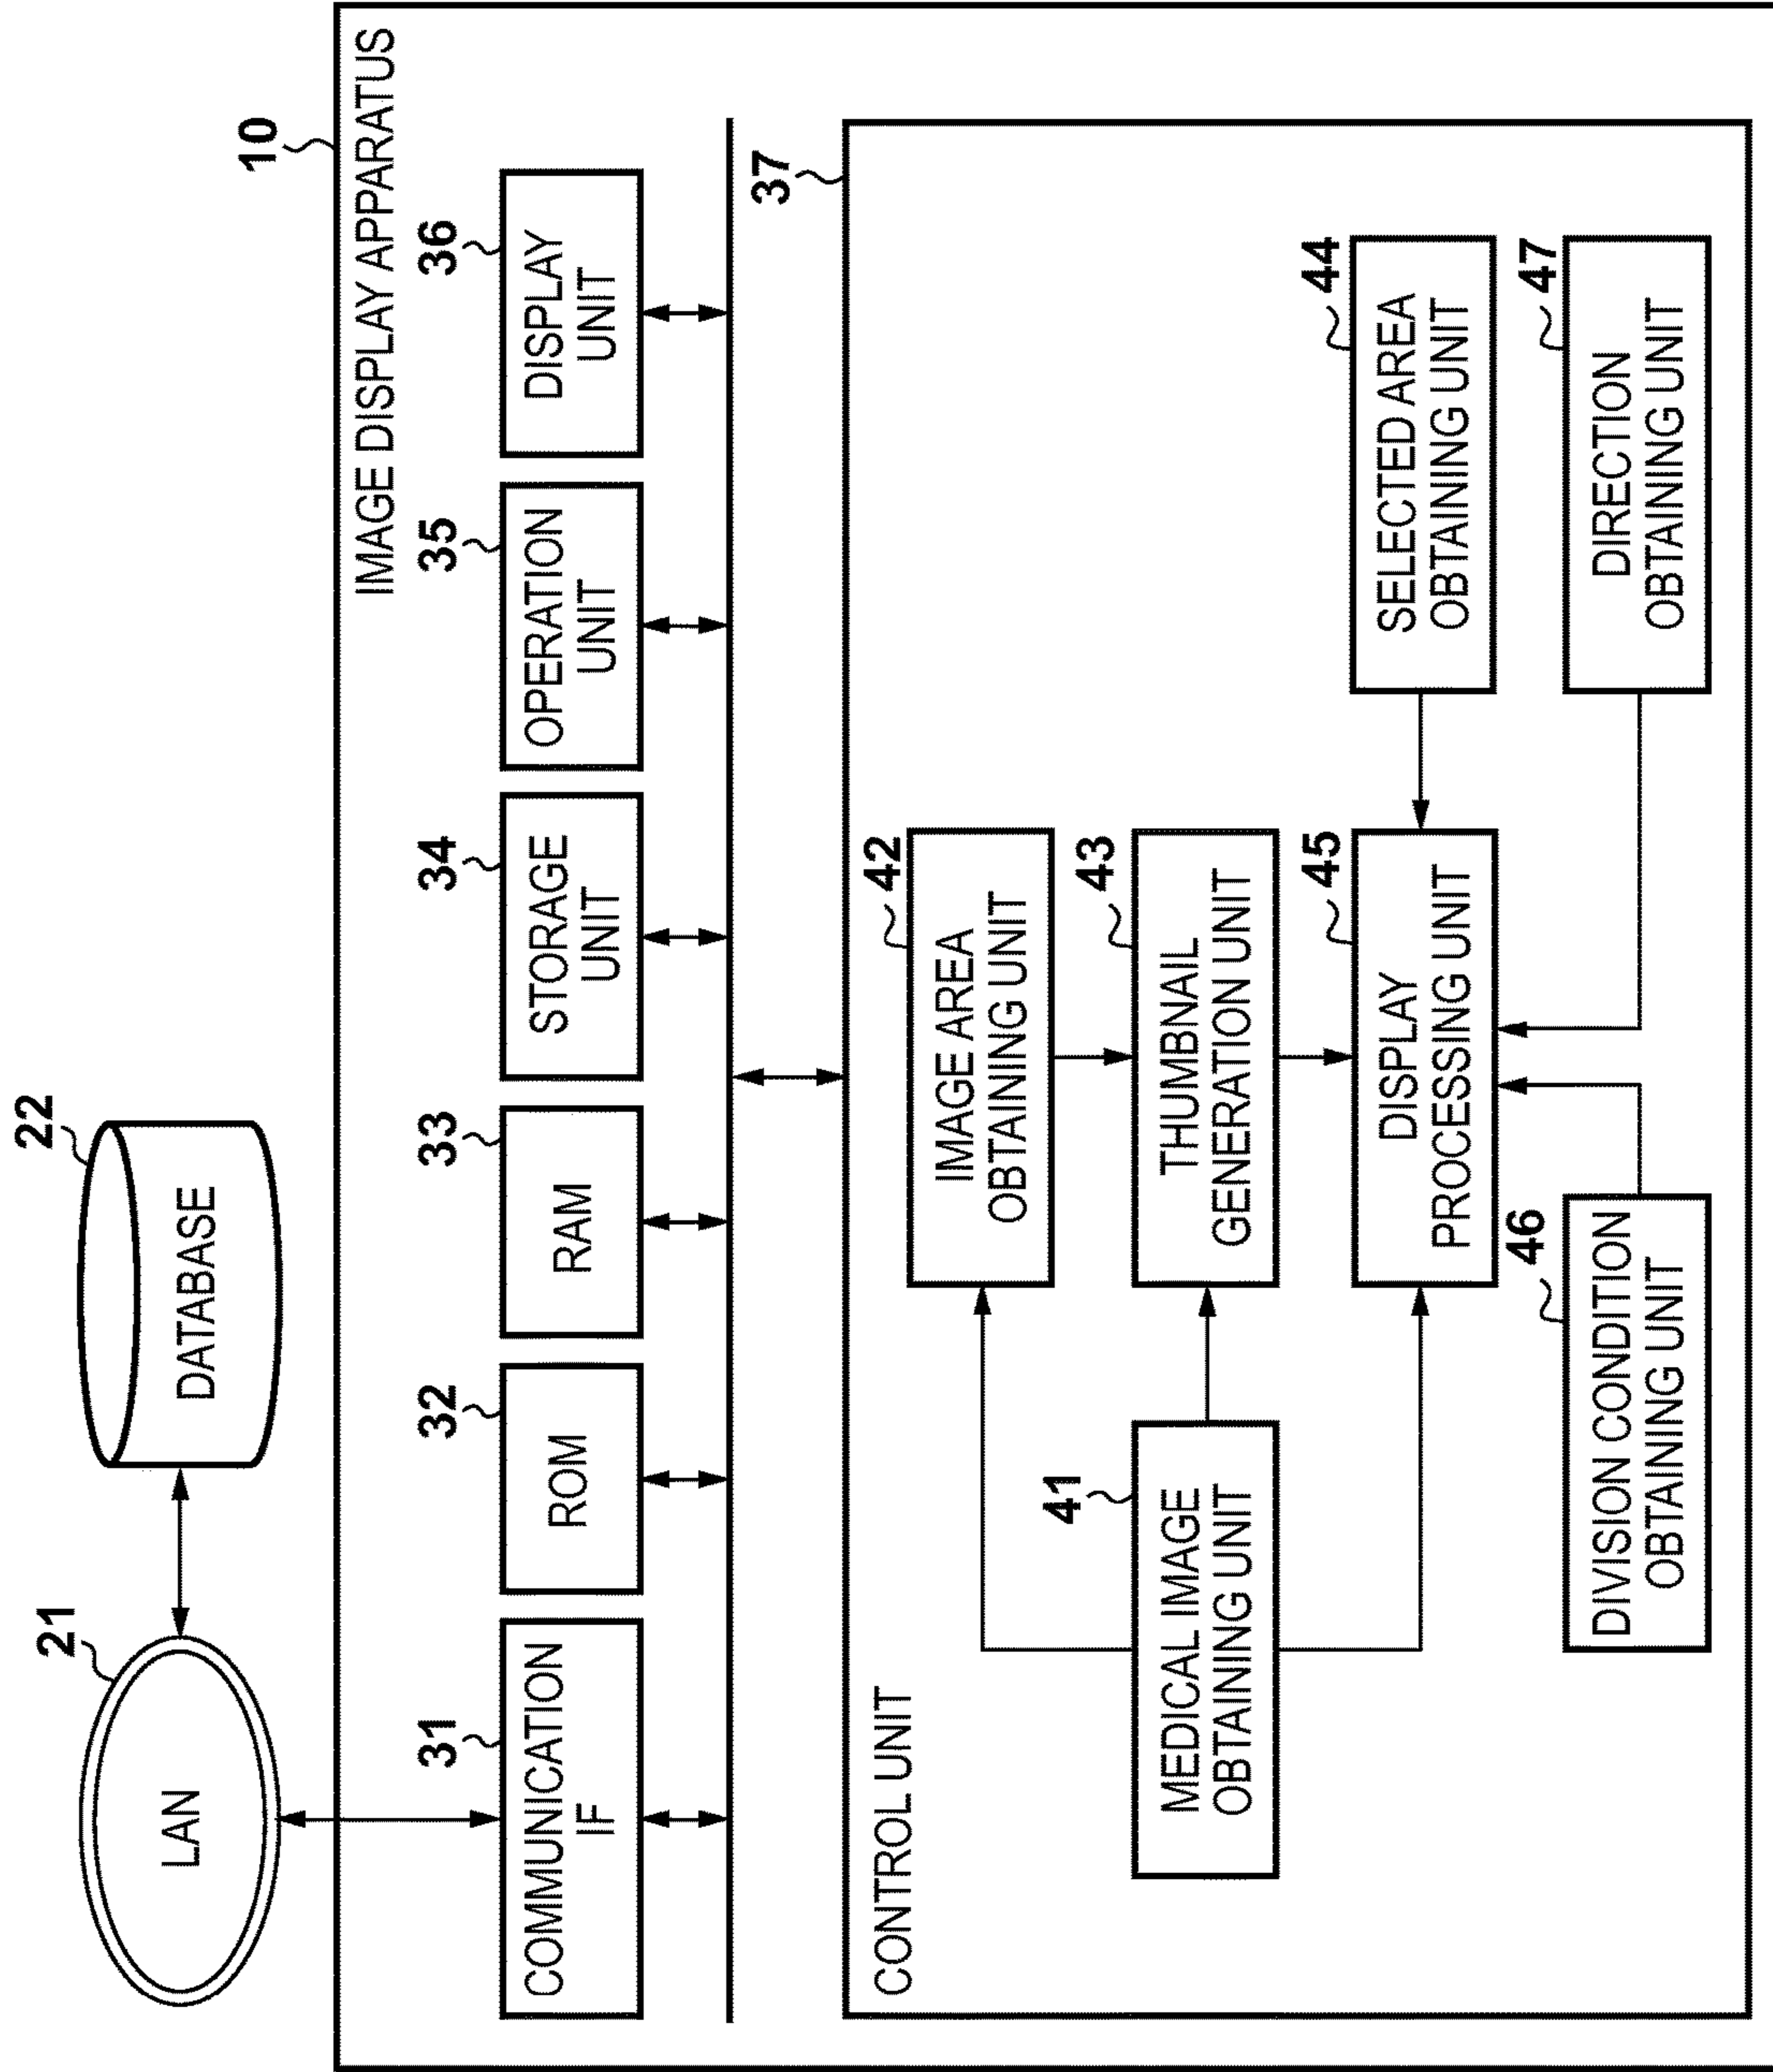 21
LAN
22
DATABASE
10
IMAGE DISPLAY APPARATUS
31
COMMUNICATION
IF
32
ROM
33
RAM
34
STORAGE
UNIT
35
OPERATION
UNIT
36
DISPLAY
UNIT
37
CONTROL UNIT
42
IMAGE AREA
OBTAINING UNIT
41
MEDICAL IMAGE
OBTAINING UNIT
43
THUMBNAIL
GENERATION UNIT
45
DISPLAY
PROCESSING UNIT
44
SELECTED AREA
OBTAINING UNIT
46
DIVISION CONDITION
OBTAINING UNIT
47
DIRECTION
OBTAINING UNIT